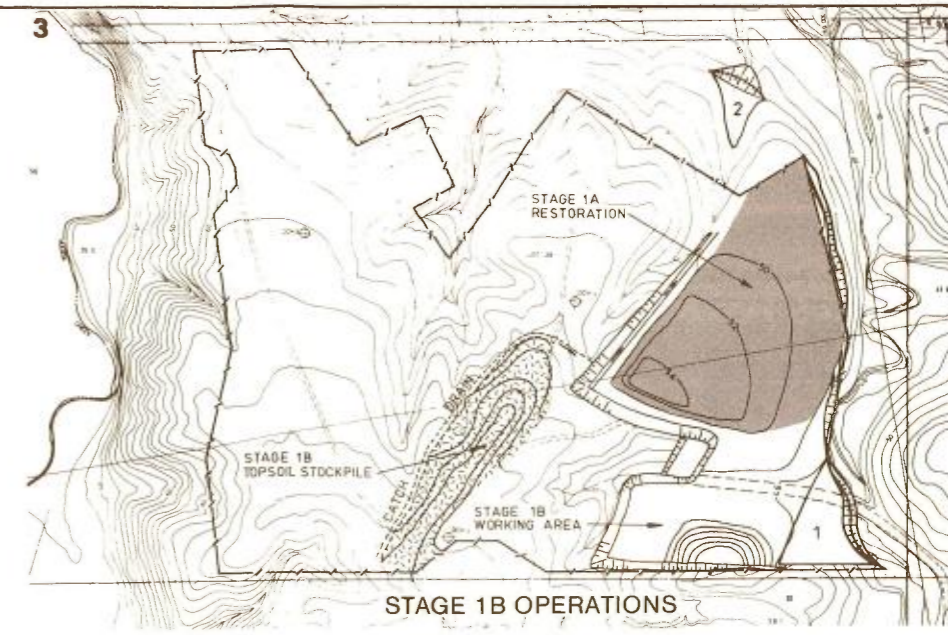 3
2
STAGE 1A
RESTORATION
50
DRAIN
STAGE 1B
TOPSOIL STOCKPILE
CATCH
STAGE 1B
WORKING AREA
1
STAGE 1B OPERATIONS